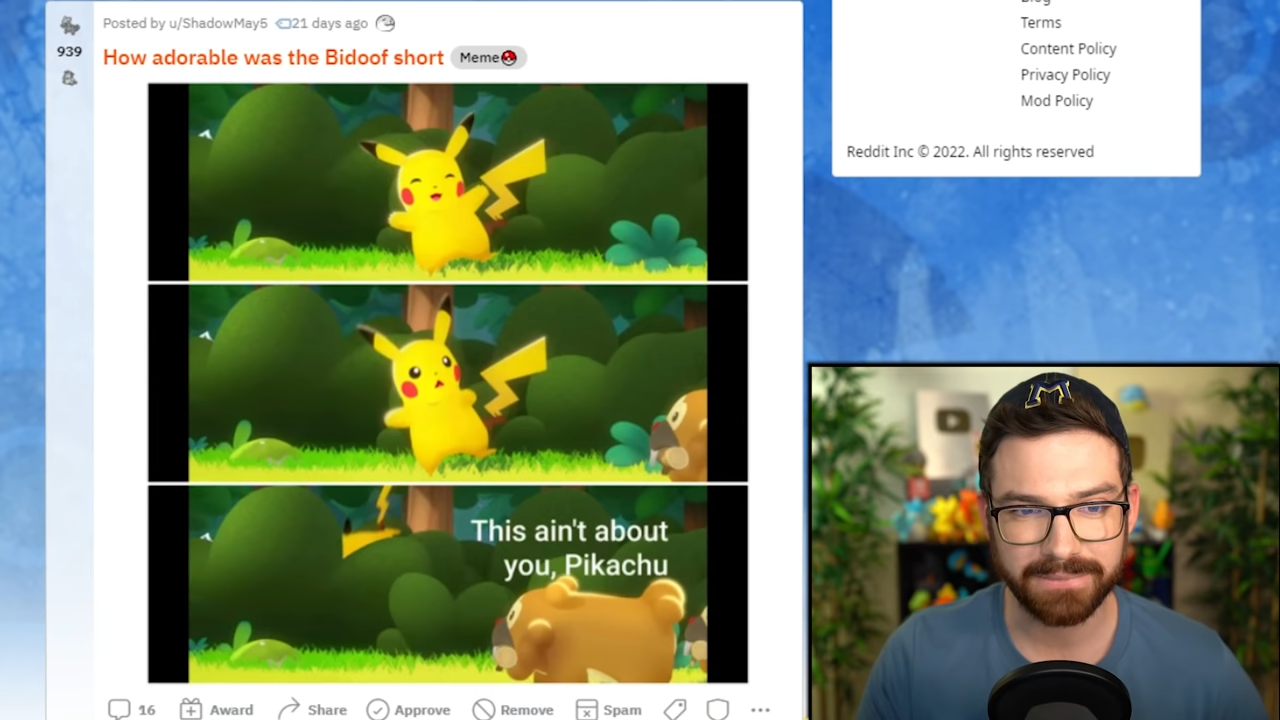 Posted by u/ShadowMay5 21 days ago
939
How adorable was the Bidoof short Meme
This ain't about
you, Pikachu
16 Award Share Approve Remove Spam
Terms
Content Policy
Privacy Policy
Mod Policy
Reddit Inc © 2022. All rights reserved
M